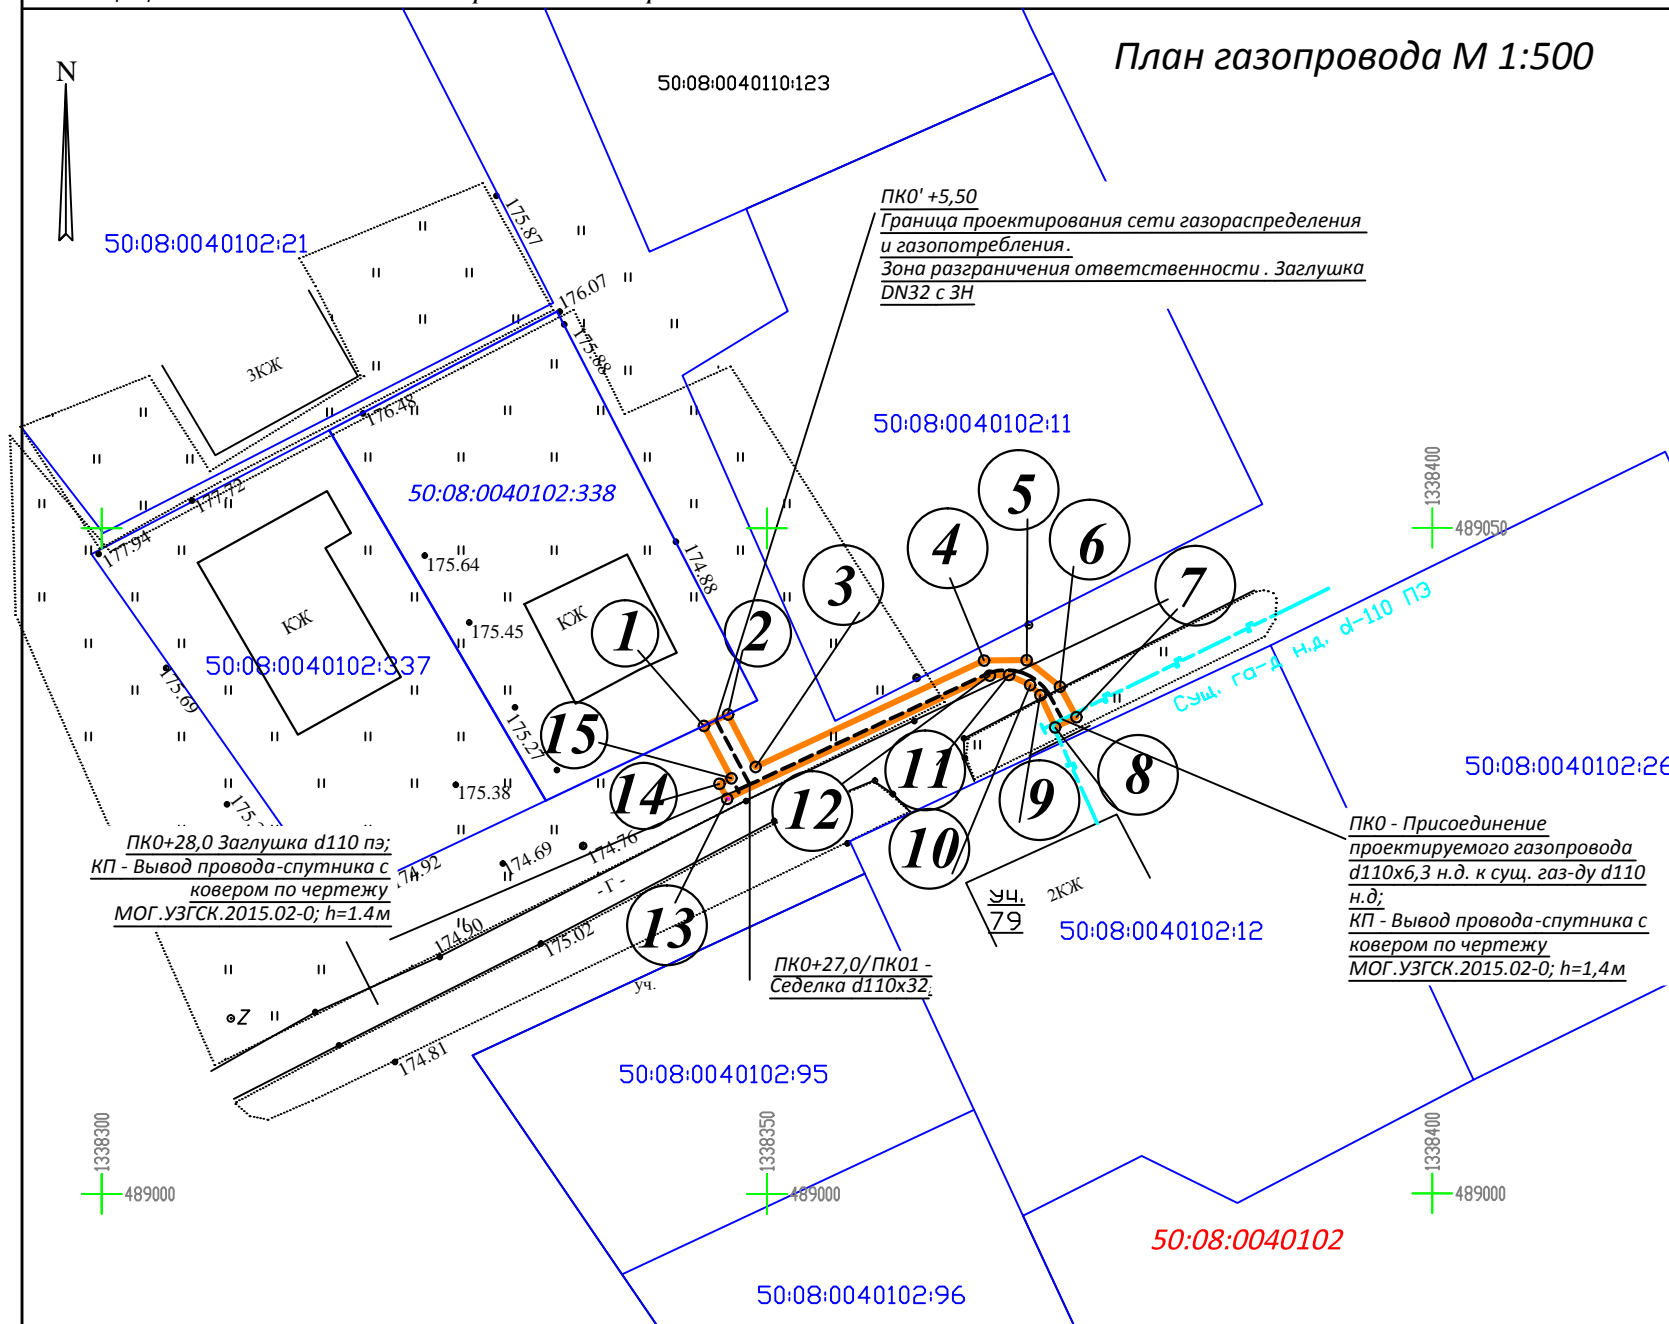 План газопровода М 1:500
N
50:08:0040110:123
ПК0' +5,50
Граница проектирования сети газораспределения
и газопотребления.
Зона разграничения ответственности . Заглушка
DN32 с ЗН
175.87
50:08:0040102:21
176.07
175.88
3КЖ
176.48
50:08:0040102:11
177.72
50:08:0040102:338
1338400
489050
177.94
175.64
174.88
КЖ
175.45
КЖ
50:08:0040102:337
175.69
175.27
175.38
1
2
3
4
5
6
7
8
9
10
11
12
13
14
15
Сущ. га-д н.д. d-110 ПЭ
50:08:0040102:26
ПК0+28,0 Заглушка d110 пэ;
КП - Вывод провода-спутника с
ковером по чертежу
МОГ.УЗГСК.2015.02-0; h=1.4м
174.92
174.69
174.76
- Г -
174.90
175.02
уч.
174.81
Z
ПК0+27,0/ПК01 -
Седелка d110х32;
уч.
79
2КЖ
50:08:0040102:12
ПК0 - Присоединение
проектируемого газопровода
d110х6,3 н.д. к сущ. газ-ду d110
н.д;
КП - Вывод провода-спутника с
ковером по чертежу
МОГ.УЗГСК.2015.02-0; h=1,4м
50:08:0040102:95
1338300
489000
1338350
489000
1338400
489000
50:08:0040102
50:08:0040102:96